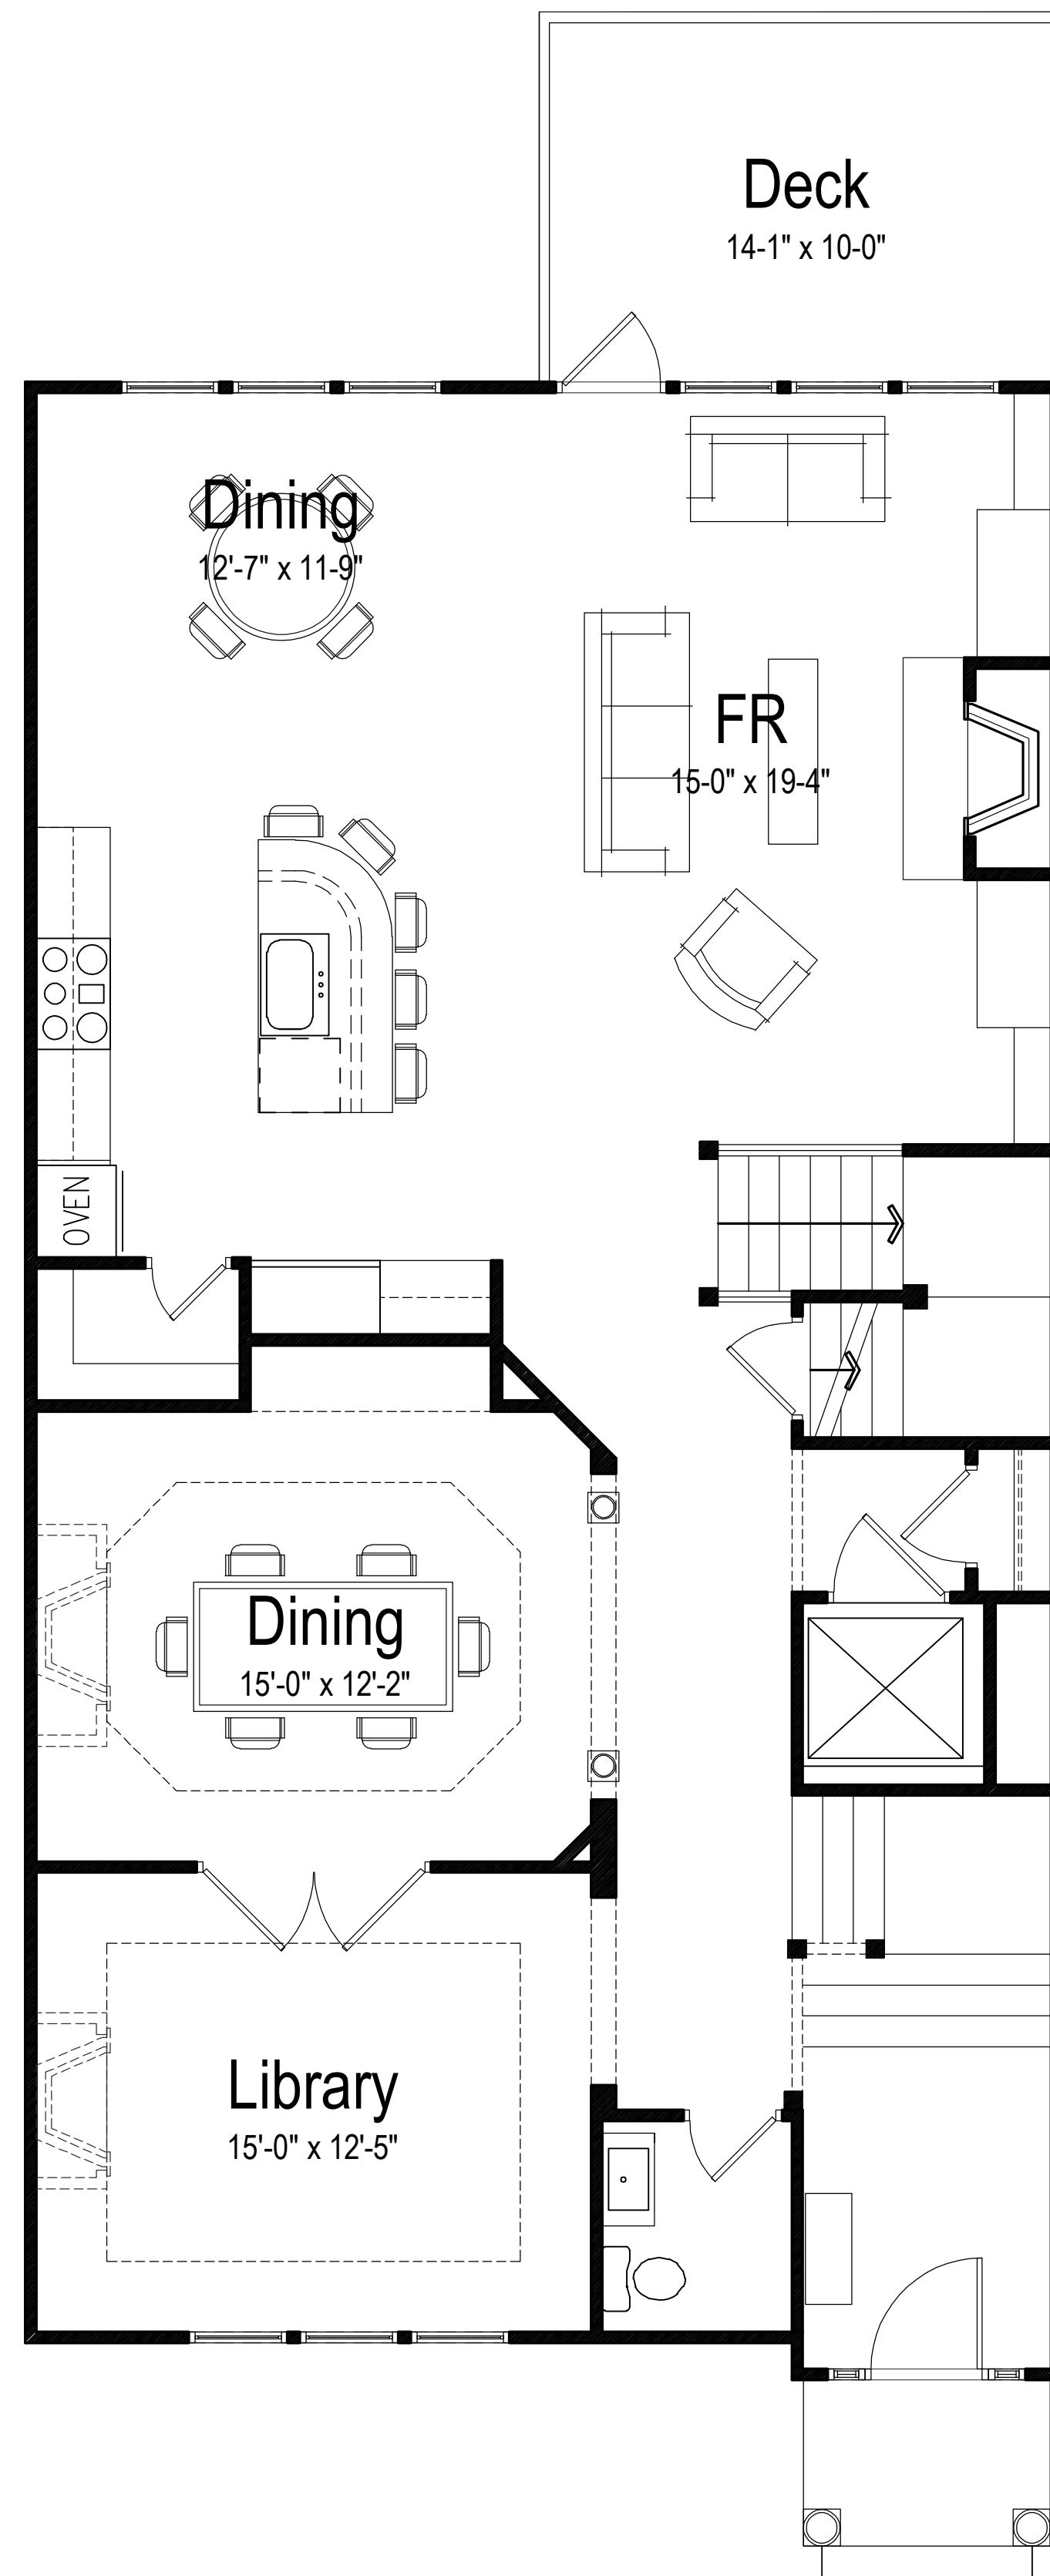 Deck
14-1" x 10-0"
Dining
12'-7" x 11-9"
FR
15-0" x 19-4"
OVEN
Dining
15'-0" x 12'-2"
Library
15'-0" x 12'-5"